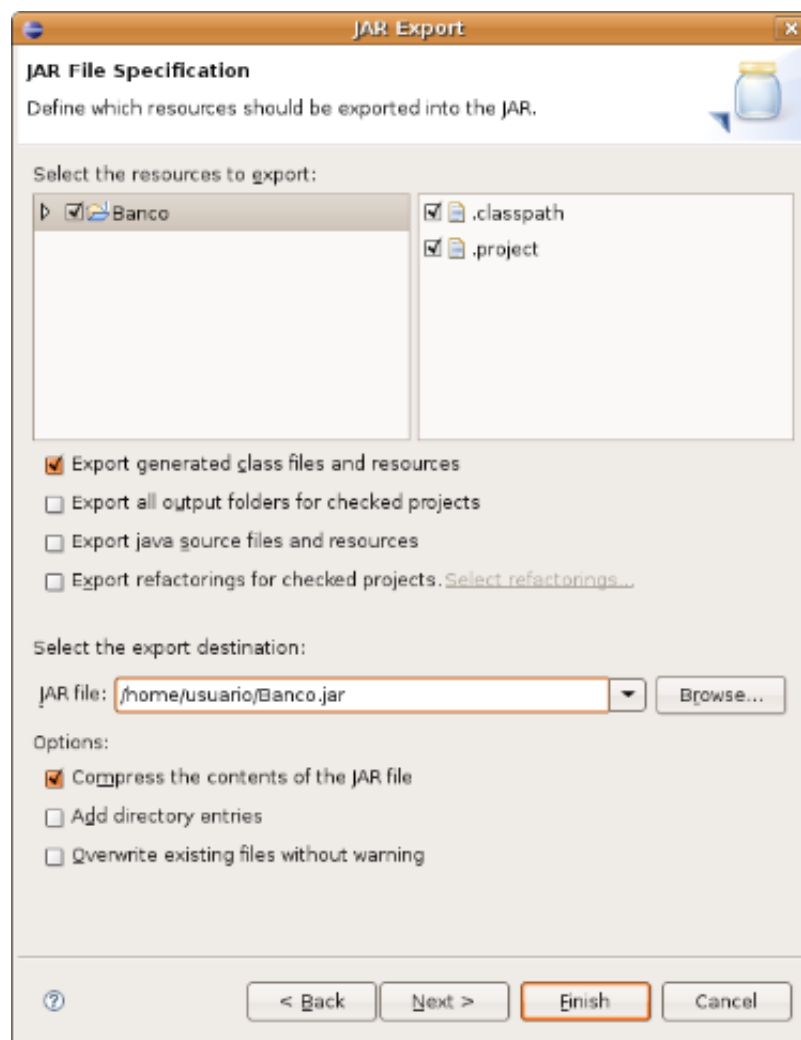 JAR Export
JAR File Specification
Define which resources should be exported into the JAR.
Select the resources to export:
Banco
.classpath
.project
Export generated class files and resources
Export all output folders for checked projects
Export java source files and resources
Export refactorings for checked projects. Select refactorings...
Select the export destination:
JAR file: /home/usuario/Banco.jar Browse...
Options:
Compress the contents of the JAR file
Add directory entries
Overwrite existing files without warning
< Back Next > Finish Cancel